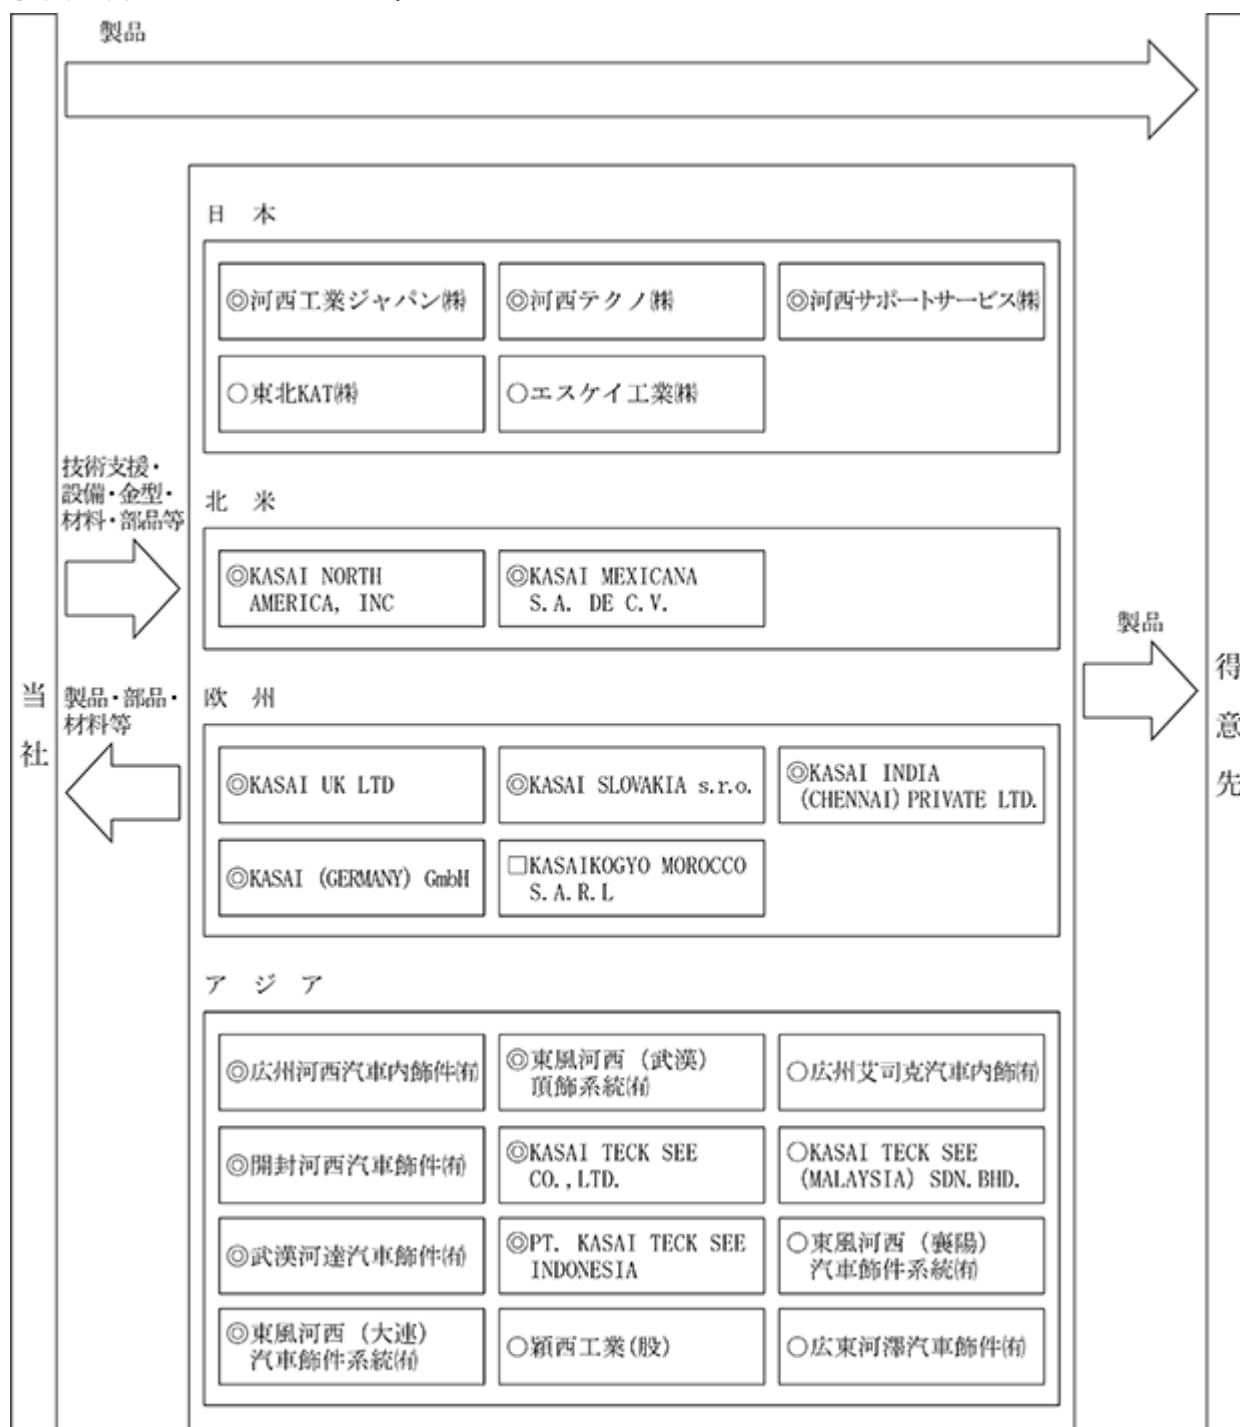 製品
日 本
◎河西工業ジャパン㈱
◎河西テクノ㈱
◎河西サポートサービス㈱
○東北KAT㈱
○エスケイ工業㈱
技術支援・
設備・金型・
材料・部品等
北 米
◎KASAI NORTH
AMERICA, INC
◎KASAI MEXICANA
S.A. DE C.V.
製品
当社
得意先
製品・部品・
材料等
欧 州
◎KASAI UK LTD
◎KASAI SLOVAKIA s.r.o.
◎KASAI INDIA
(CHENNAI) PRIVATE LTD.
◎KASAI (GERMANY) GmbH
□KASAIKOGYO MOROCCO
S.A.R.L
ア ジ ア
◎広州河西汽車内飾件㈲
◎東風河西（武漢）
頂飾系統㈲
○広州艾司克汽車内飾㈲
◎開封河西汽車飾件㈲
◎KASAI TECK SEE
CO.,LTD.
○KASAI TECK SEE
(MALAYSIA) SDN.BHD.
◎武漢河達汽車飾件㈲
◎PT. KASAI TECK SEE
INDONESIA
○東風河西（襄陽）
汽車飾件系統㈲
◎東風河西（大連）
汽車飾件系統㈲
○穎西工業(股)
○広東河澤汽車飾件㈲